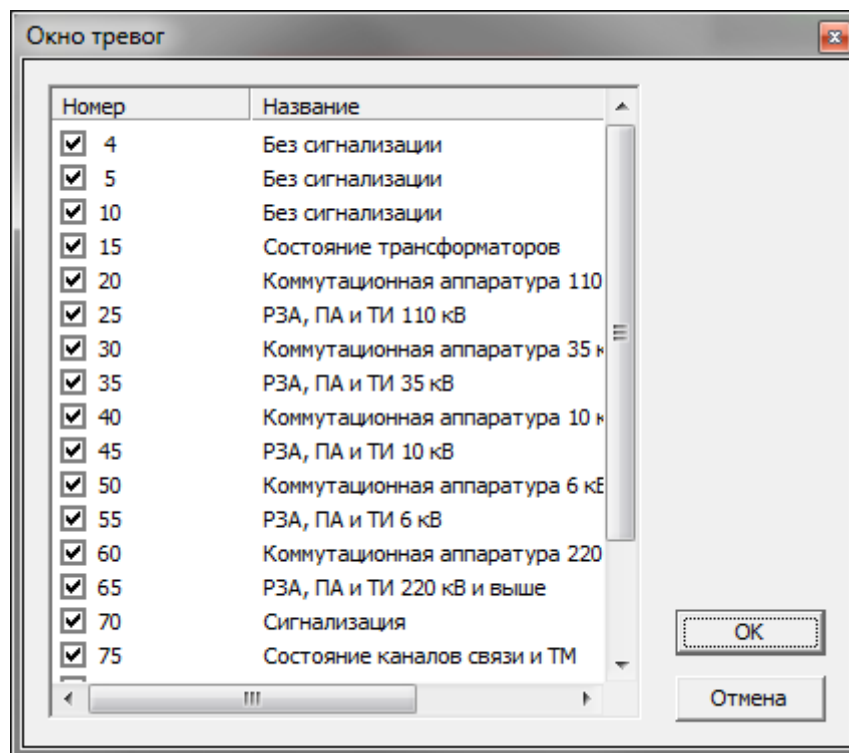 Окно тревог
Номер Название
4 Без сигнализации
5 Без сигнализации
10 Без сигнализации
15 Состояние трансформаторов
20 Коммутационная аппаратура 110
25 РЗА, ПА и ТИ 110 кВ
30 Коммутационная аппаратура 35 к
35 РЗА, ПА и ТИ 35 кВ
40 Коммутационная аппаратура 10 к
45 РЗА, ПА и ТИ 10 кВ
50 Коммутационная аппаратура 6 кВ
55 РЗА, ПА и ТИ 6 кВ
60 Коммутационная аппаратура 220
65 РЗА, ПА и ТИ 220 кВ и выше
70 Сигнализация
75 Состояние каналов связи и ТМ
OK
Отмена